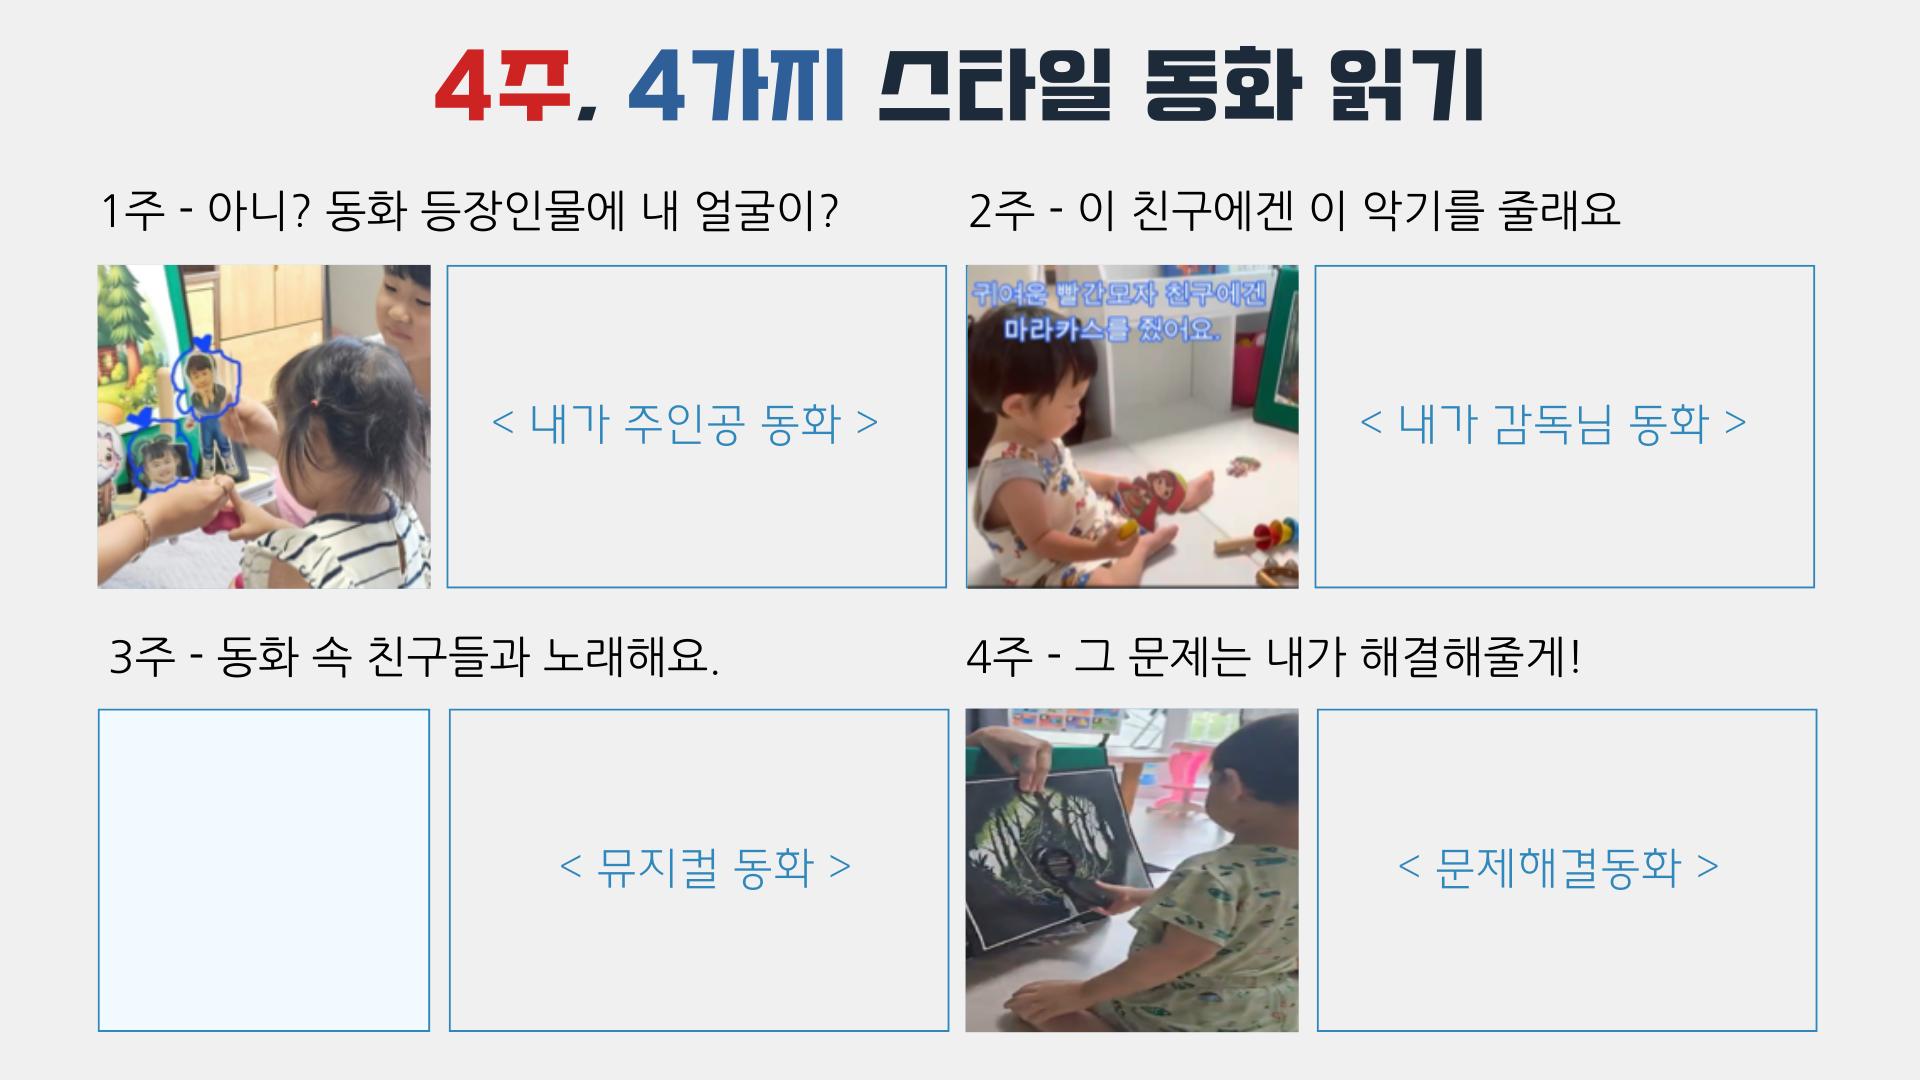 4주, 4가지 스타일 동화 읽기
1주 - 아니? 동화 등장인물에 내 얼굴이?
< 내가 주인공 동화 >
2주 - 이 친구에겐 이 악기를 줄래요
귀여운 빨간모자 친구에겐
마라카스를 줬어요.
< 내가 감독님 동화 >
3주 - 동화 속 친구들과 노래해요.
< 뮤지컬 동화 >
4주 - 그 문제는 내가 해결해줄게!
< 문제해결동화 >